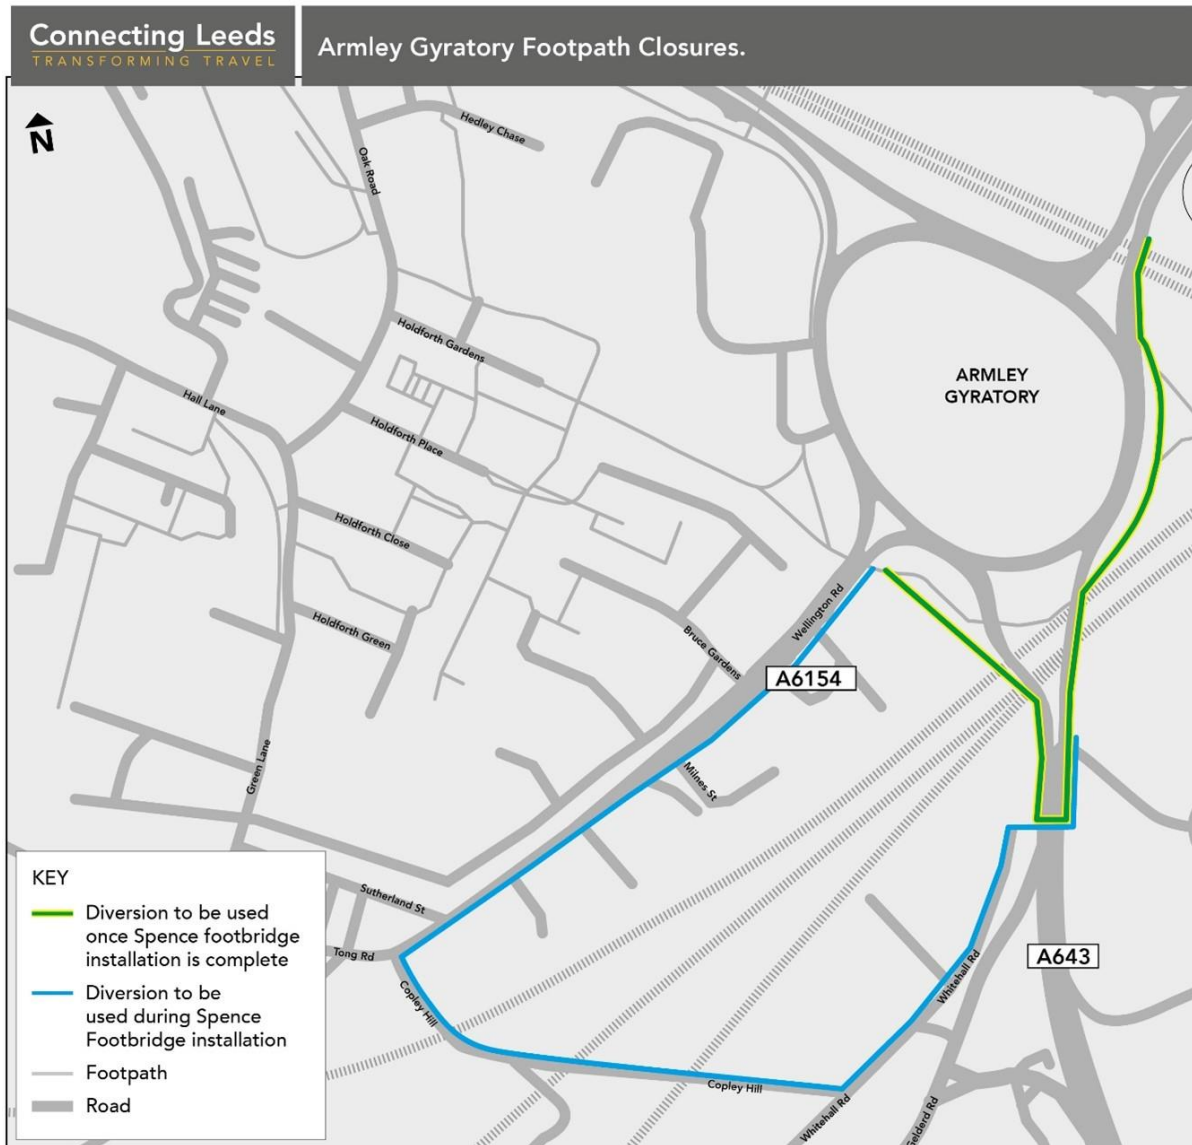 Connecting Leeds
TRANSFORMING TRAVEL
Armley Gyratory Footpath Closures.
N
Hedley Chase
Oak Road
Holdforth Gardens
ARMLEY
GYRATORY
Hall Lane
Holdforth Place
Holdforth Close
Wellington Rd
Holdforth Green
Bruce Gardens
A6154
Green Lane
Milnes St
Sutherland St
Tong Rd
A643
Copley Hill
Whitehall Rd
Copley Hill
Whitehall Rd
KEY
Diversion to be used
once Spence footbridge
installation is complete
Diversion to be
used during Spence
Footbridge installation
Footpath
Road